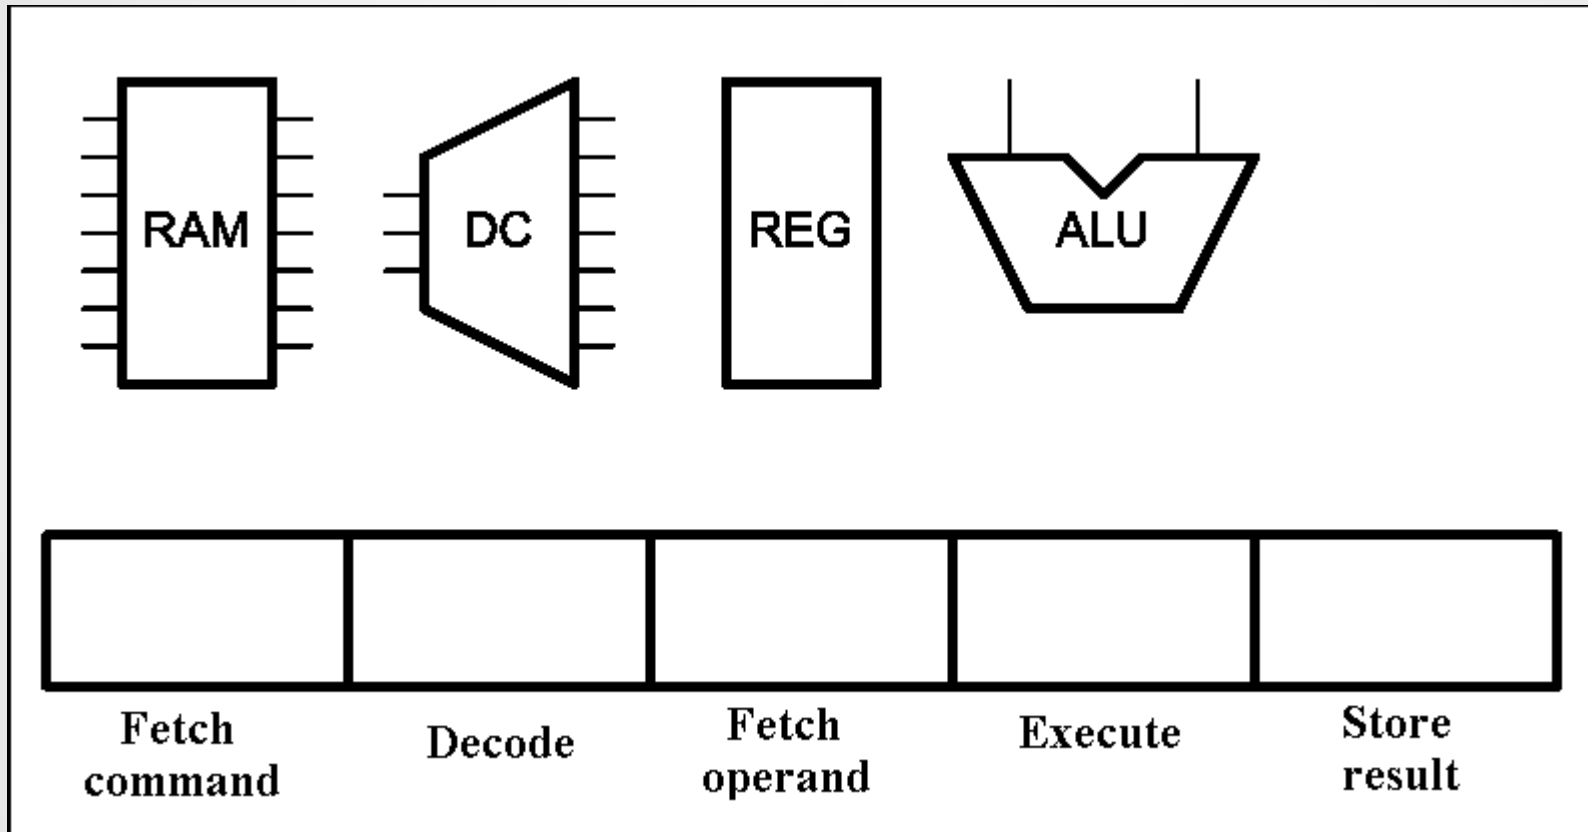 RAM
DC
REG
ALU
Fetch
command
Decode
Fetch
operand
Execute
Store
result